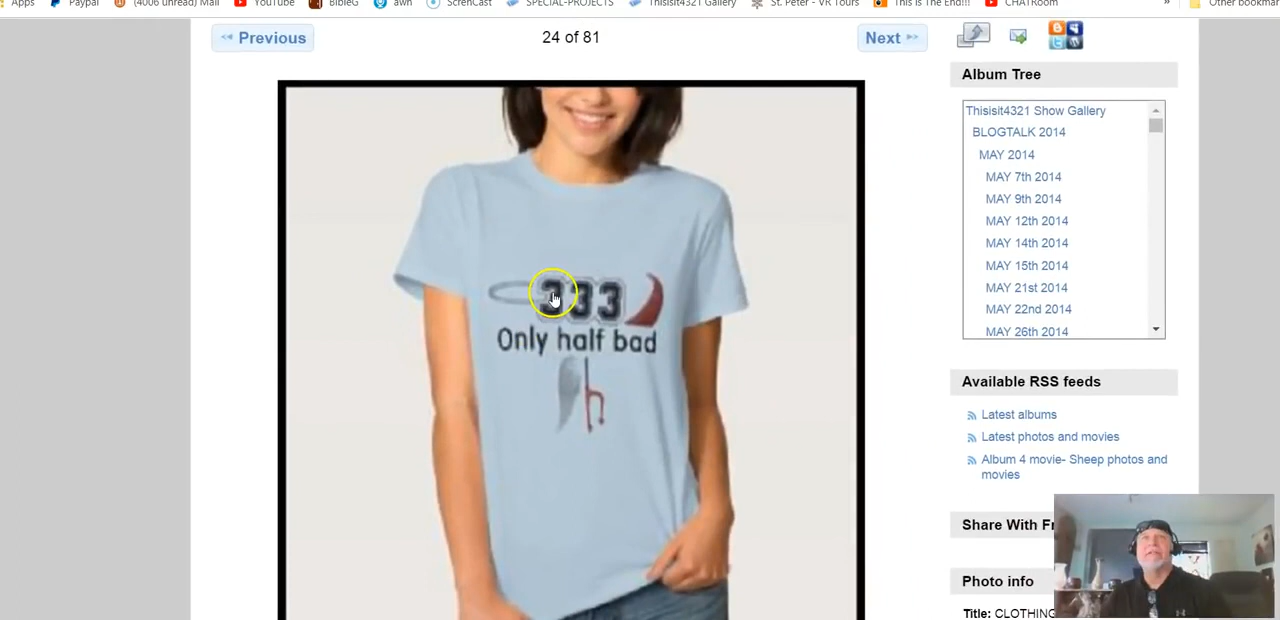 Apps Paypal (4006 unread) Mail YouTube BibleG awn ScrenCast SPECIAL-PROJECTS Thisisit4321 Gallery St. Peter - VR Tours This Is The End!!! CHATRoom » Other bookmar
Previous
24 of 81
Next
Album Tree
Thisisit4321 Show Gallery
BLOGTALK 2014
MAY 2014
MAY 7th 2014
MAY 9th 2014
MAY 12th 2014
MAY 14th 2014
MAY 15th 2014
MAY 21st 2014
MAY 22nd 2014
MAY 26th 2014
333
Only half bad
Available RSS feeds
Latest albums
Latest photos and movies
Album 4 movie- Sheep photos and
movies
Share With Fr
Photo info
Title: CLOTHING